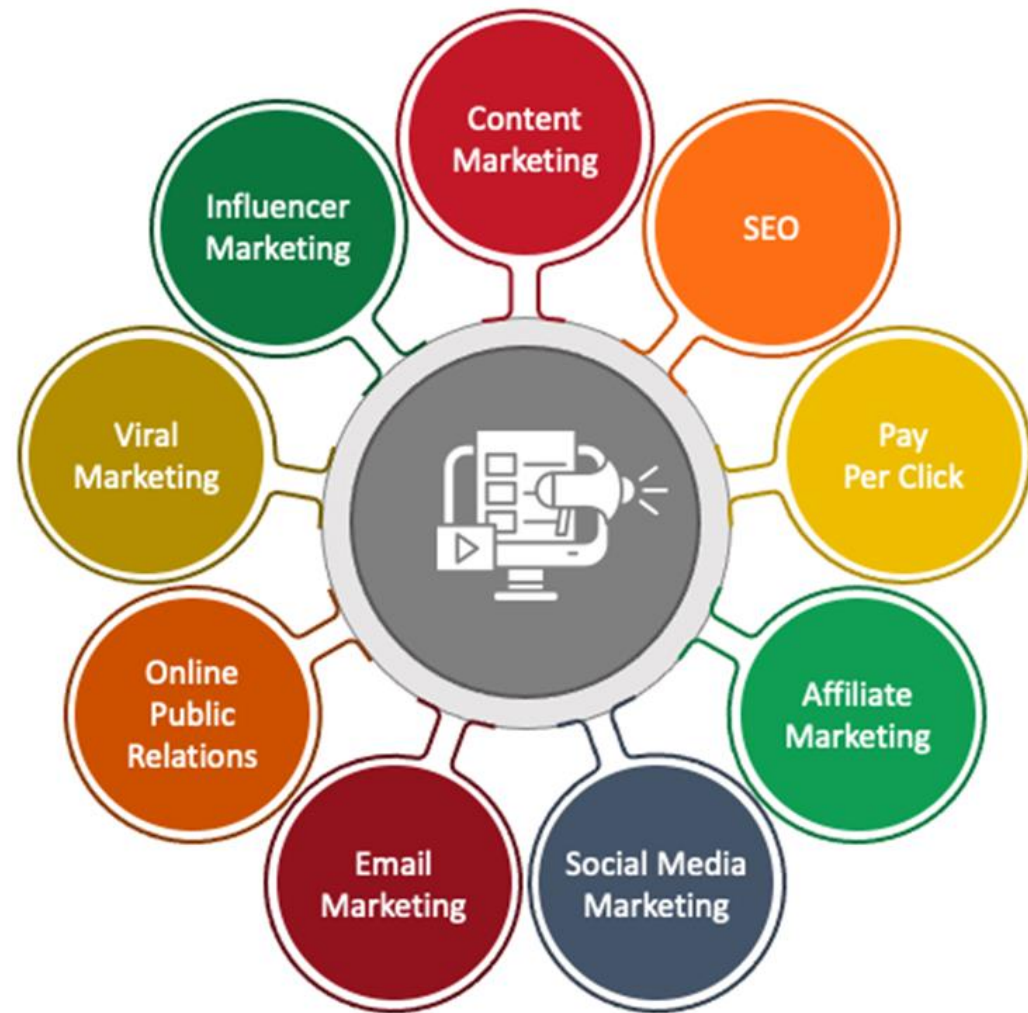 Content
Marketing
SEO
Pay
Per Click
Affiliate
Marketing
Social Media
Marketing
Email
Marketing
Online
Public
Relations
Viral
Marketing
Influencer
Marketing